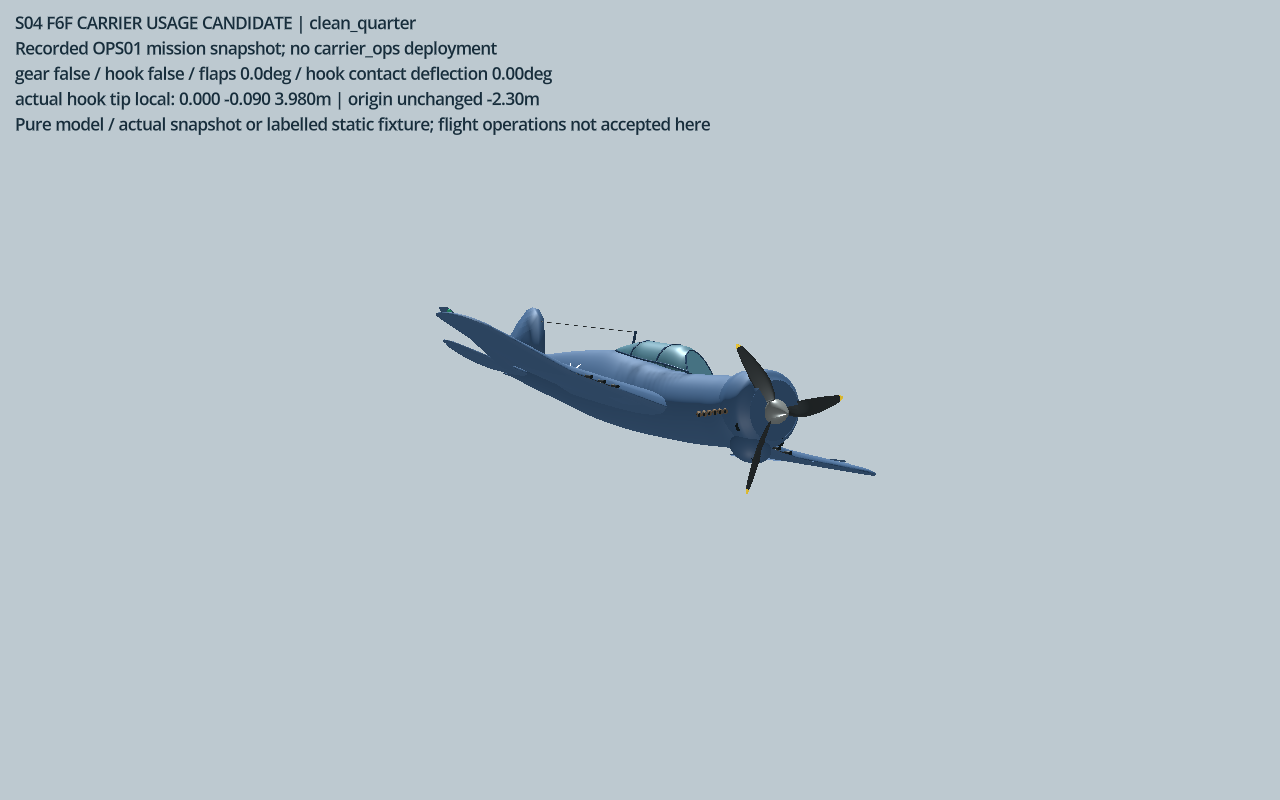 S04 F6F CARRIER USAGE CANDIDATE | clean_quarter
Recorded OPS01 mission snapshot; no carrier_ops deployment
gear false / hook false / flaps 0.0deg / hook contact deflection 0.00deg
actual hook tip local: 0.000 -0.090 3.980m | origin unchanged -2.30m
Pure model / actual snapshot or labelled static fixture; flight operations not accepted here